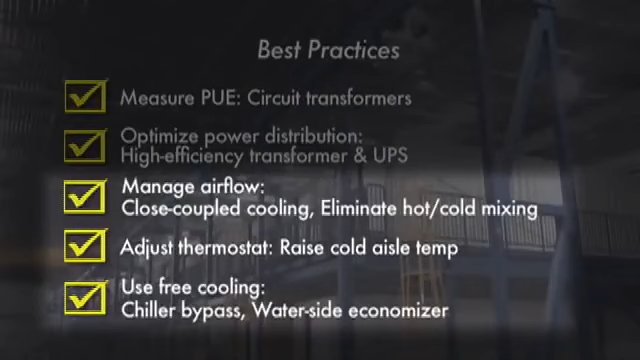 Best Practices
Measure PUE: Circuit transformers
Optimize power distribution:
High-efficiency transformer & UPS
Manage airflow:
Close-coupled cooling, Eliminate hot/cold mixing
Adjust thermostat: Raise cold aisle temp
Use free cooling:
Chiller bypass, Water-side economizer